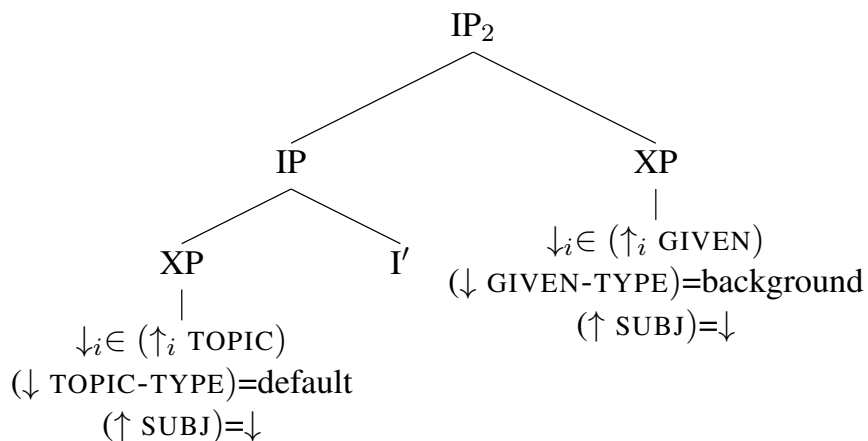 IP₂
IP XP
↓ᵢ∈ (↑ᵢ GIVEN)
XP I′
(↓ GIVEN-TYPE)=background
(↑ SUBJ)=↓
↓ᵢ∈ (↑ᵢ TOPIC)
(↓ TOPIC-TYPE)=default
(↑ SUBJ)=↓